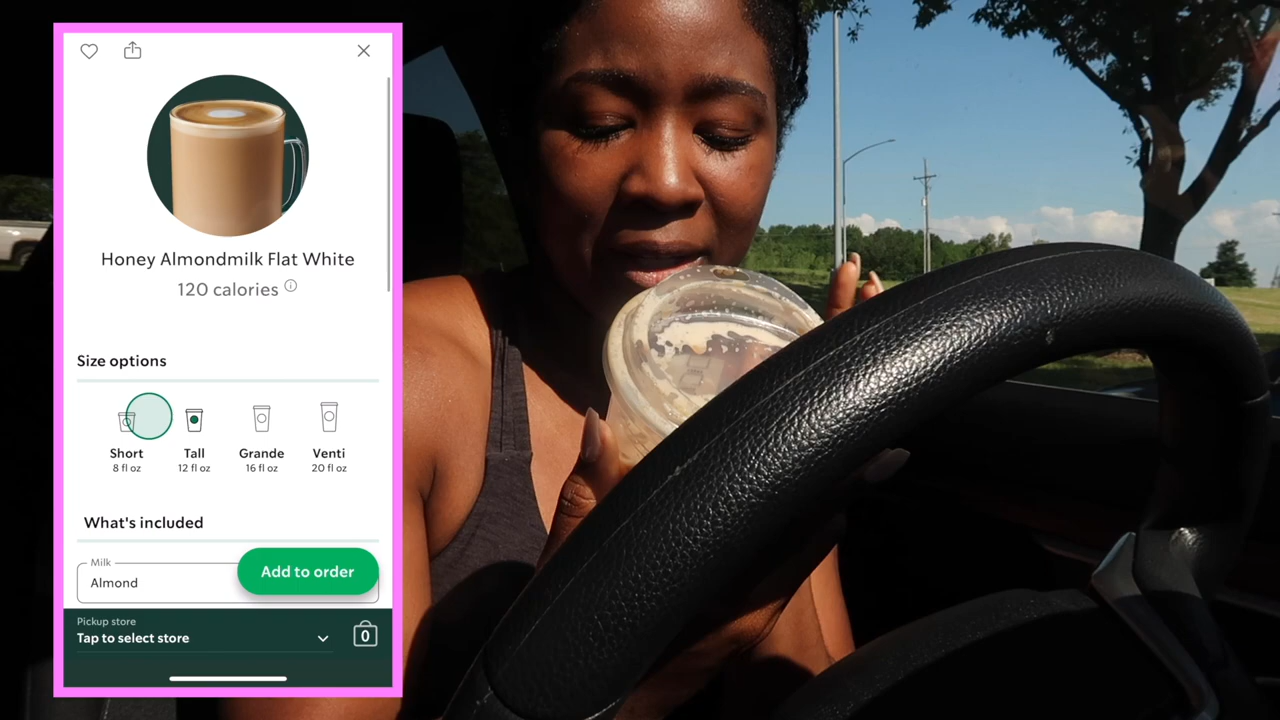 Honey Almondmilk Flat White
120 calories
Size options
Short
8 fl oz
Tall
12 fl oz
Grande
16 fl oz
Venti
20 fl oz
What's included
Milk
Almond
Add to order
Pickup store
Tap to select store
0